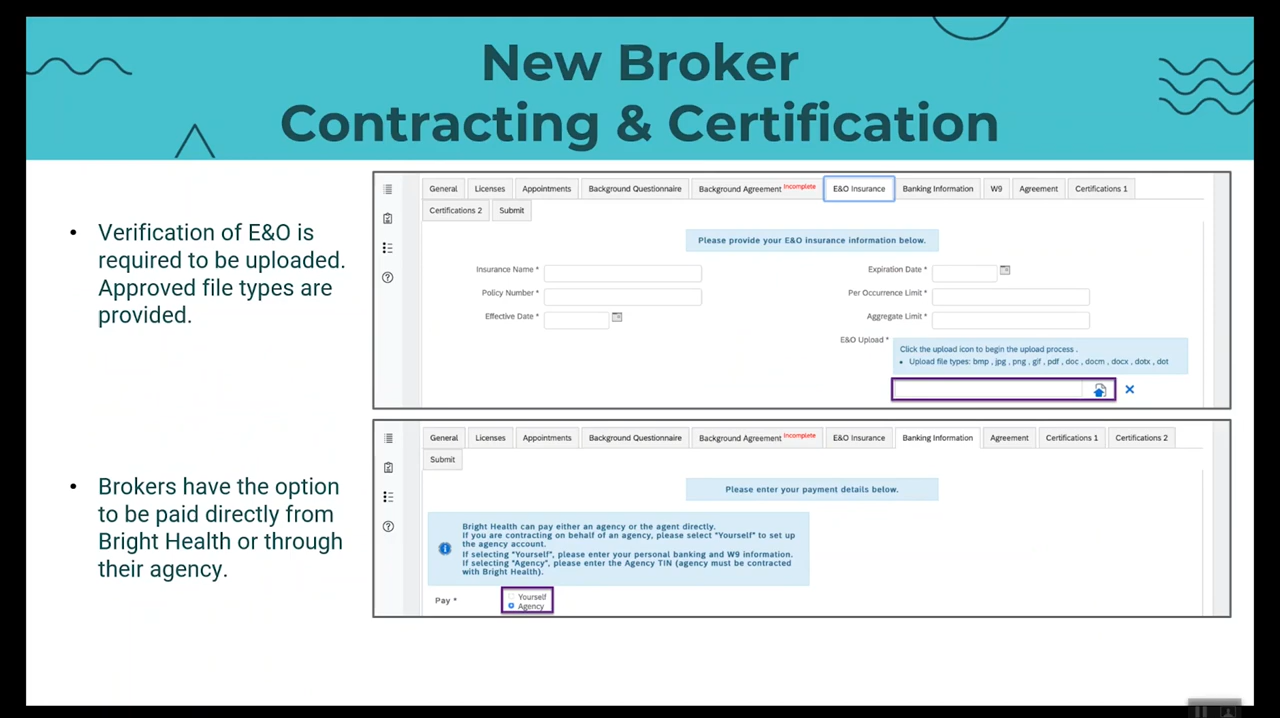 New Broker
Contracting & Certification
• Verification of E&O is
required to be uploaded.
Approved file types are
provided.
General Licenses Appointments Background Questionnaire Background Agreement Incomplete E&O Insurance Banking Information W9 Agreement Certifications 1
Certifications 2 Submit
Please provide your E&O insurance information below.
Insurance Name * Expiration Date *
Policy Number * Per Occurrence Limit *
Effective Date * Aggregate Limit *
E&O Upload *
Click the upload icon to begin the upload process .
• Upload file types: bmp , jpg , png , gif , pdf , doc , docm , docx , dotx , dot
• Brokers have the option
to be paid directly from
Bright Health or through
their agency.
General Licenses Appointments Background Questionnaire Background Agreement Incomplete E&O Insurance Banking Information Agreement Certifications 1 Certifications 2
Submit
Please enter your payment details below.
Bright Health can pay either an agency or the agent directly.
If you are contracting on behalf of an agency, please select "Yourself" to set up
the agency account.
If selecting "Yourself", please enter your personal banking and W9 information.
If selecting "Agency", please enter the Agency TIN (agency must be contracted
with Bright Health).
Pay * Yourself
Agency